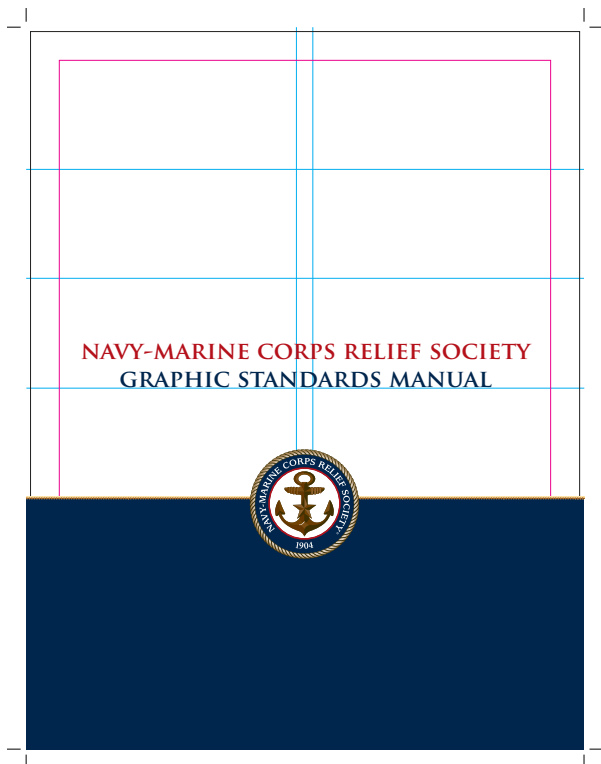 NAVY-MARINE CORPS RELIEF SOCIETY
GRAPHIC STANDARDS MANUAL
NAVY-MARINE CORPS RELIEF SOCIETY
1904